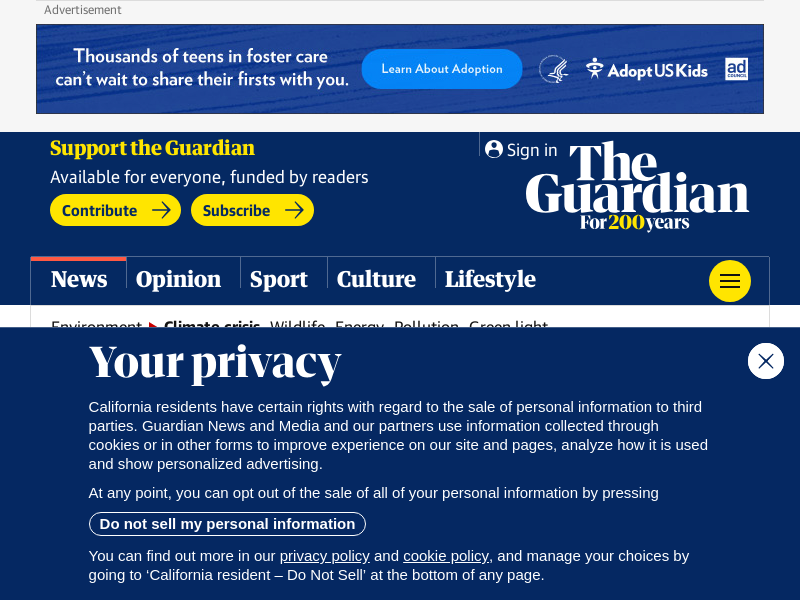 Advertisement
Thousands of teens in foster care
can't wait to share their firsts with you.
Learn About Adoption
AdoptUSKids
ad
COUNCIL
Support the Guardian
Available for everyone, funded by readers
Contribute
Subscribe
Sign in
The
Guardian
For 200 years
News
Opinion
Sport
Culture
Lifestyle
Environment Climate crisis Wildlife Energy Pollution Green light
Your privacy
California residents have certain rights with regard to the sale of personal information to third
parties. Guardian News and Media and our partners use information collected through
cookies or in other forms to improve experience on our site and pages, analyze how it is used
and show personalized advertising.
At any point, you can opt out of the sale of all of your personal information by pressing
Do not sell my personal information
You can find out more in our privacy policy and cookie policy, and manage your choices by
going to ‘California resident – Do Not Sell’ at the bottom of any page.